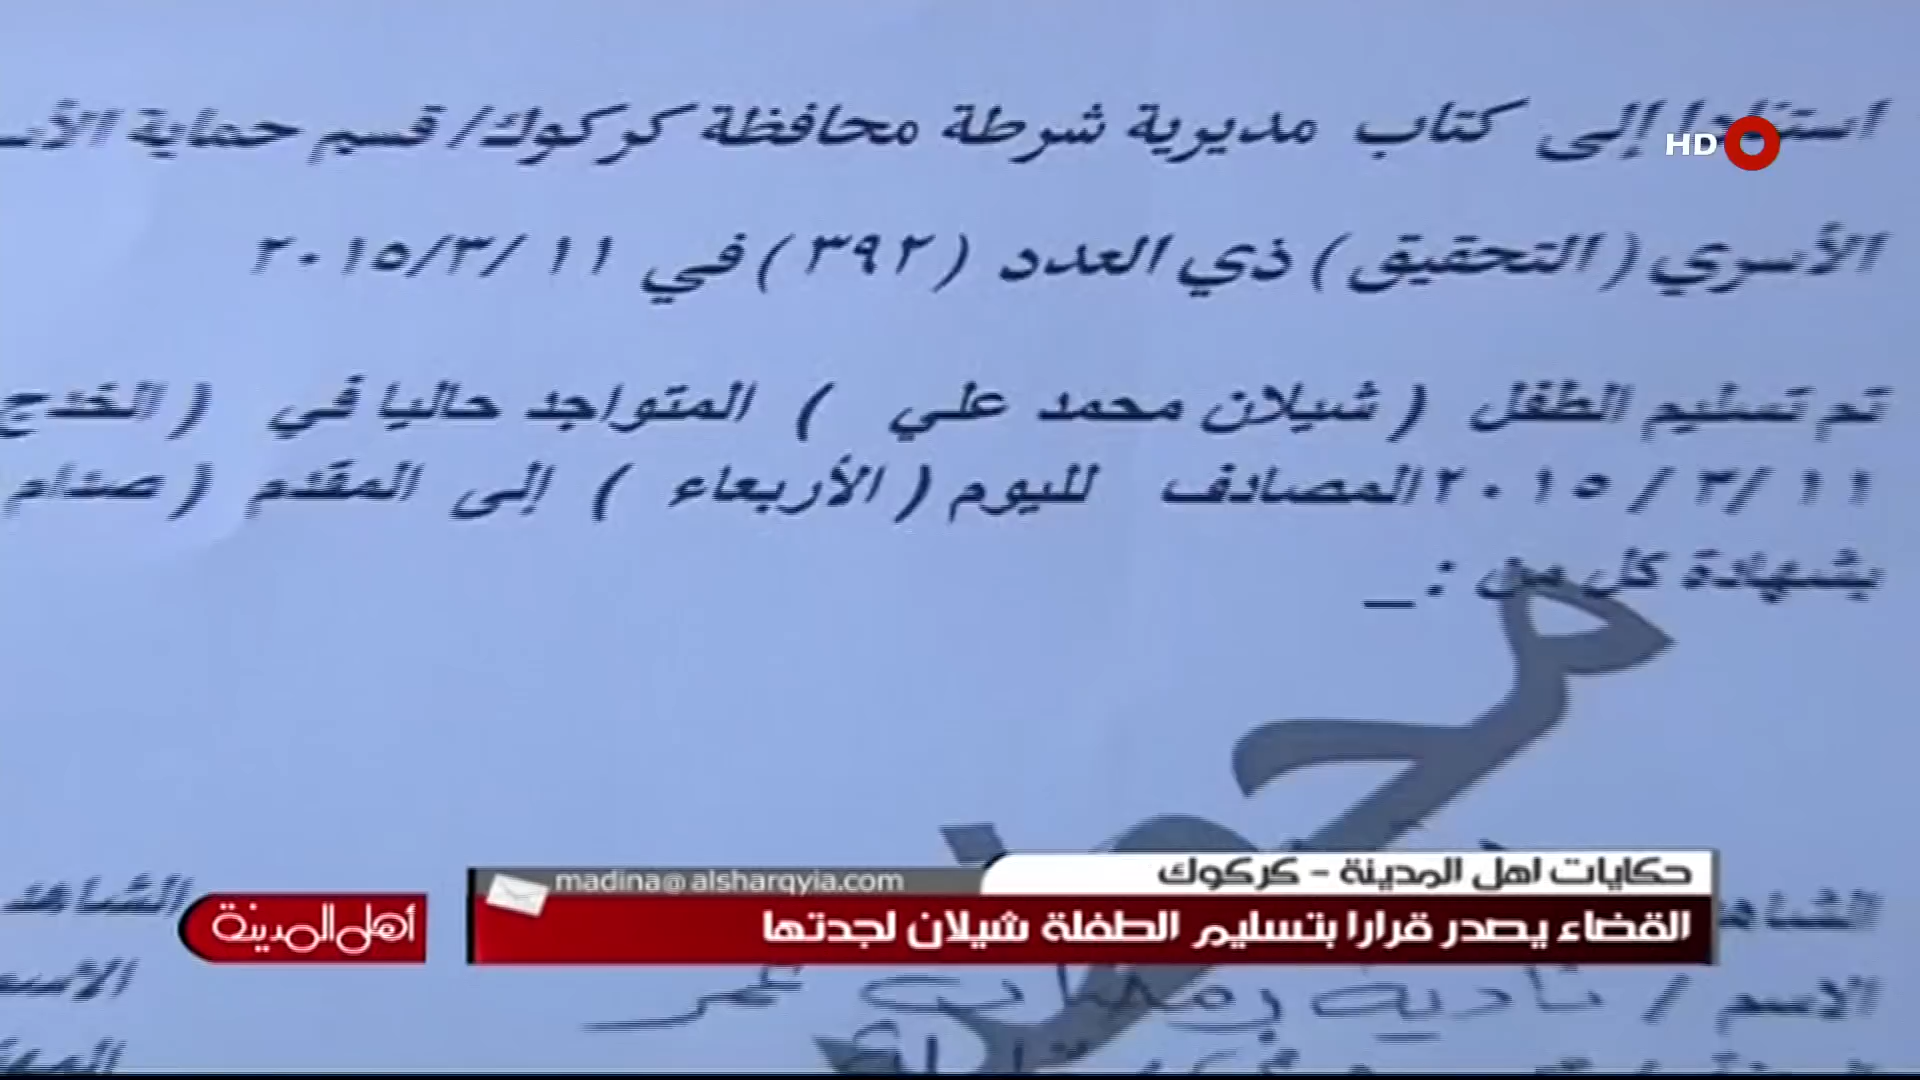 استنادا إلى كتاب مديرية شرطة محافظة كركوك/ قسم حماية
HD
الأسري ( التحقيق ) ذي العدد ( ٣٩٢ ) في ١١ /٢٠١٥/٣
تم تسليم الطفل ( شيلان محمد علي ) المتواجد حاليا في ( الخدج
١١ /٣ / ٢٠١٥ المصادف لليوم ( الأربعاء ) إلى المقدم ( صدام
بشهادة كل من : _
حكايات اهل المدينة - كركوك
madina@alsharqyia.com
الشاهد
القضاء يصدر قرارا بتسليم الطفلة شيلان لجدتها
أهل المدينة
الاسم / نادية رمضان عمر